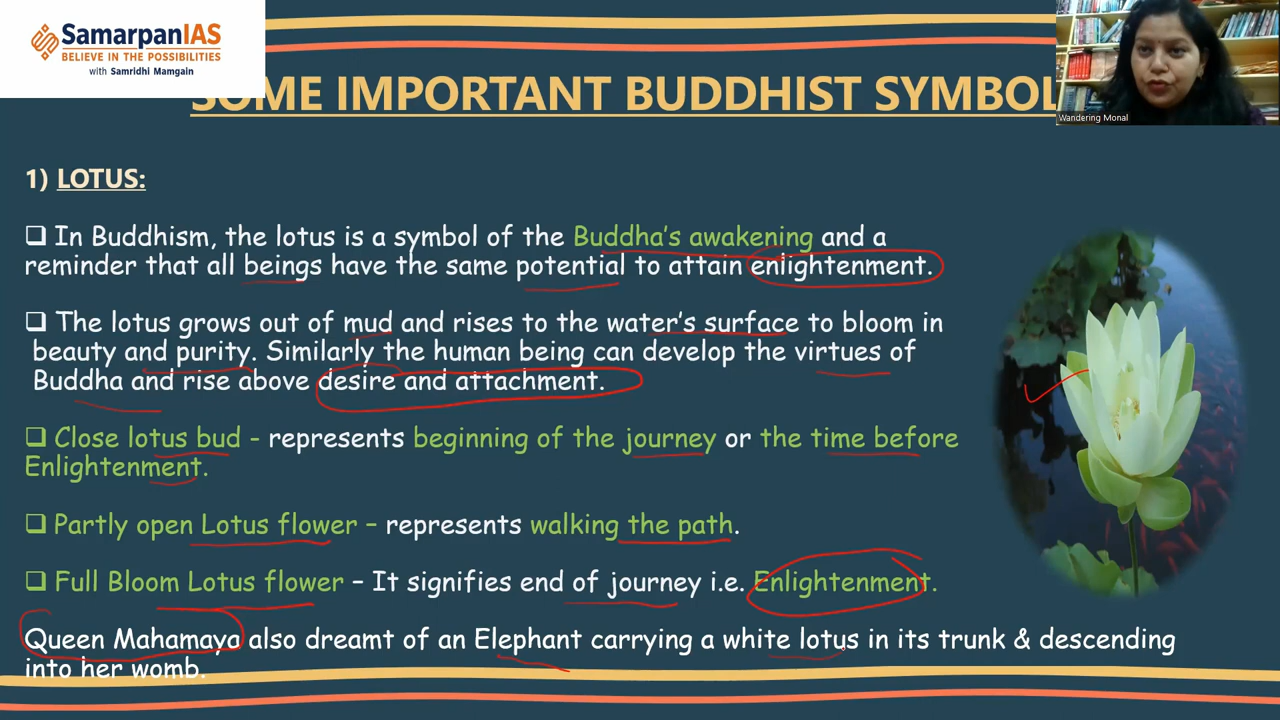 SamarpanIAS
BELIEVE IN THE POSSIBILITIES
with Samridhi Mamgain
SOME IMPORTANT BUDDHIST SYMBOL
Wandering Monal
1) LOTUS:
❑ In Buddhism, the lotus is a symbol of the Buddha's awakening and a
reminder that all beings have the same potential to attain enlightenment.
❑ The lotus grows out of mud and rises to the water's surface to bloom in
beauty and purity. Similarly the human being can develop the virtues of
Buddha and rise above desire and attachment.
❑ Close lotus bud - represents beginning of the journey or the time before
Enlightenment.
❑ Partly open Lotus flower – represents walking the path.
❑ Full Bloom Lotus flower – It signifies end of journey i.e. Enlightenment.
Queen Mahamaya also dreamt of an Elephant carrying a white lotus in its trunk & descending
into her womb.